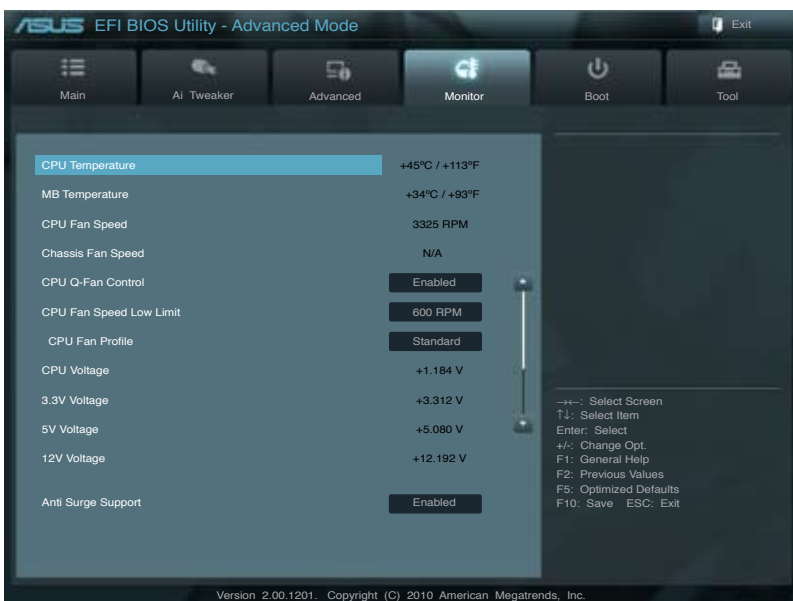 ASUS EFI BIOS Utility - Advanced Mode Exit
Main Ai Tweaker Advanced Monitor Boot Tool
CPU Temperature +45°C / +113°F
MB Temperature +34°C / +93°F
CPU Fan Speed 3325 RPM
Chassis Fan Speed N/A
CPU Q-Fan Control Enabled
CPU Fan Speed Low Limit 600 RPM
CPU Fan Profile Standard
CPU Voltage +1.184 V
3.3V Voltage +3.312 V
5V Voltage +5.080 V
12V Voltage +12.192 V
Anti Surge Support Enabled
→←: Select Screen
↑↓: Select Item
Enter: Select
+/-: Change Opt.
F1: General Help
F2: Previous Values
F5: Optimized Defaults
F10: Save ESC: Exit
Version 2.00.1201. Copyright (C) 2010 American Megatrends, Inc.